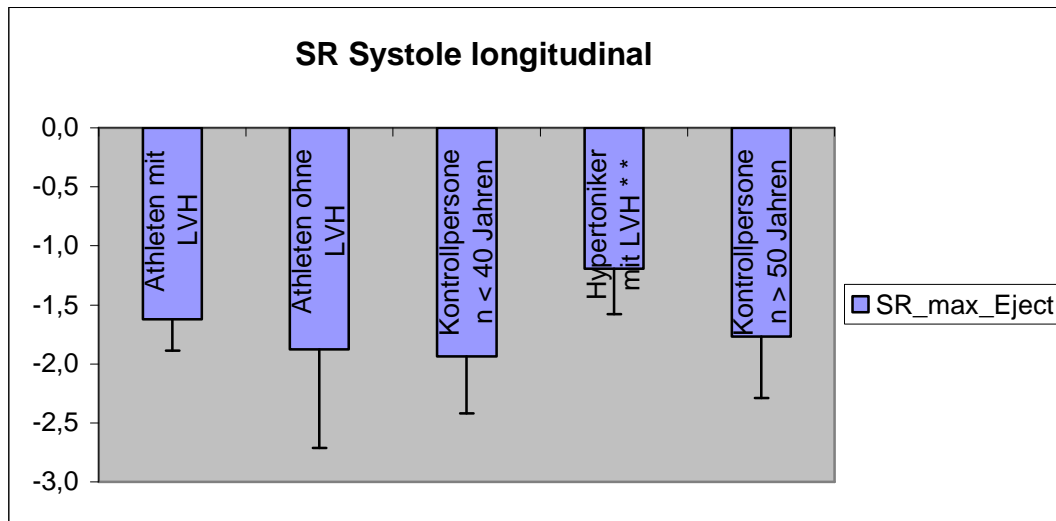 SR Systole longitudinal
0,0
-0,5
-1,0
-1,5
-2,0
-2,5
-3,0
Athleten mit
LVH
Athleten ohne
LVH
Kontrollpersone
n < 40 Jahren
Hypertoniker
mit LVH * *
Kontrollpersone
n > 50 Jahren
SR_max_Eject